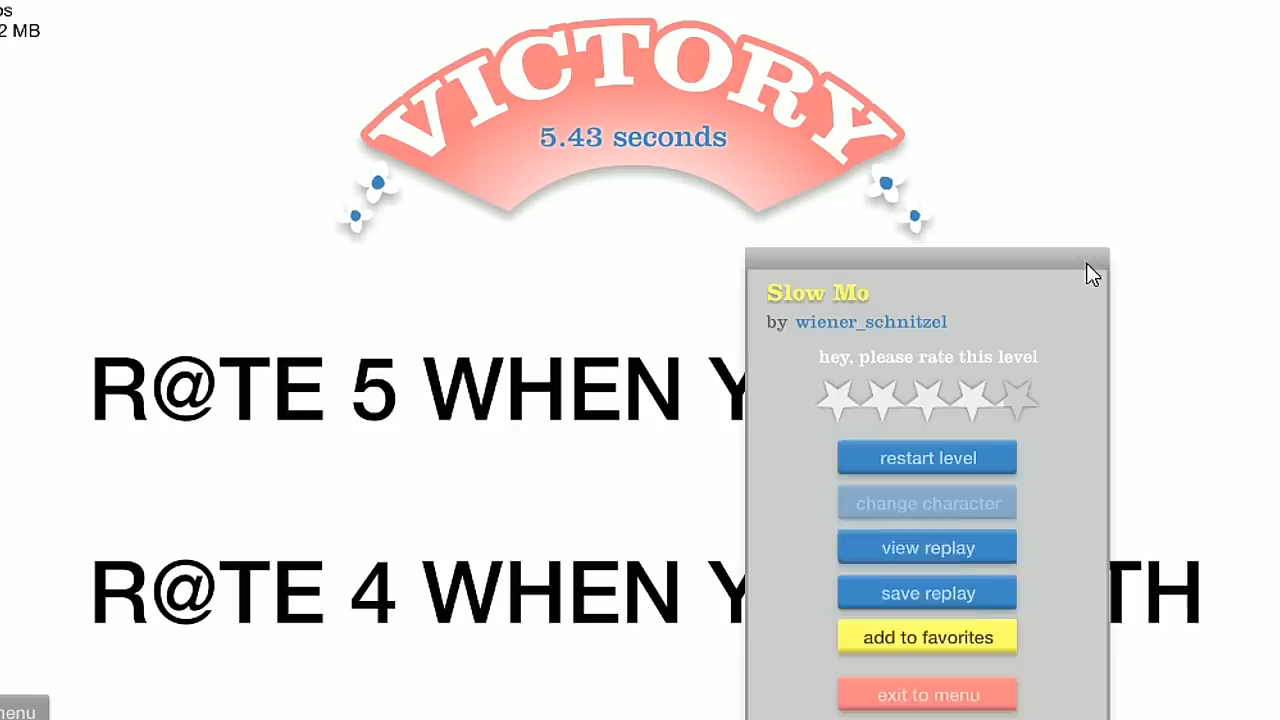 os
2 MB
VICTORY
5.43 seconds
Slow Mo
by wiener_schnitzel
hey, please rate this level
R@TE 5 WHEN Y
restart level
change character
view replay
save replay
R@TE 4 WHEN Y TH
add to favorites
exit to menu
menu